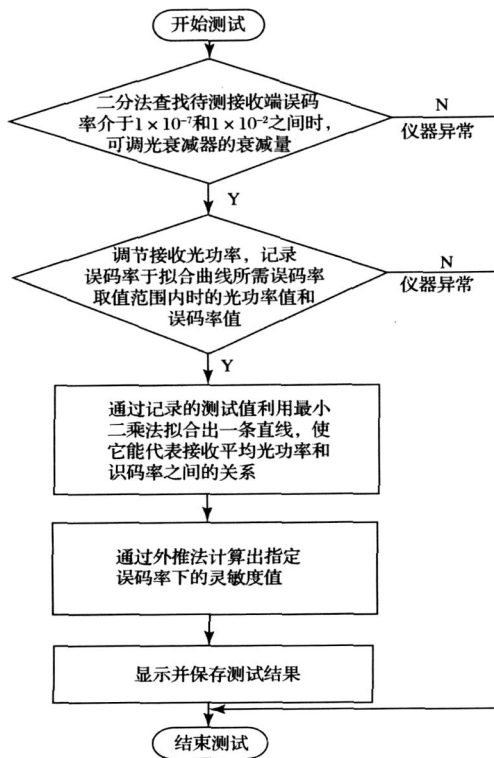 开始测试
二分法查找待测接收端误码
率介于1×10⁻⁷和1×10⁻²之间时,
可调光衰减器的衰减量
N
仪器异常
Y
调节接收光功率，记录
误码率于拟合曲线所需误码率
取值范围内时的光功率值和
误码率值
N
仪器异常
Y
通过记录的测试值利用最小
二乘法拟合出一条直线，使
它能代表接收平均光功率和
识码率之间的关系
通过外推法计算出指定
误码率下的灵敏度值
显示并保存测试结果
结束测试